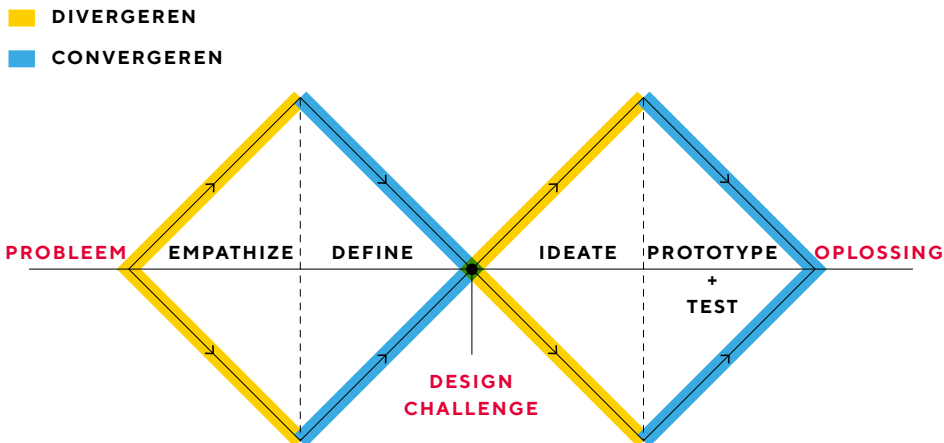 DIVERGEREN
CONVERGEREN
PROBLEEM
EMPATHIZE
DEFINE
IDEATE
PROTOTYPE
+
TEST
OPLOSSING
DESIGN
CHALLENGE